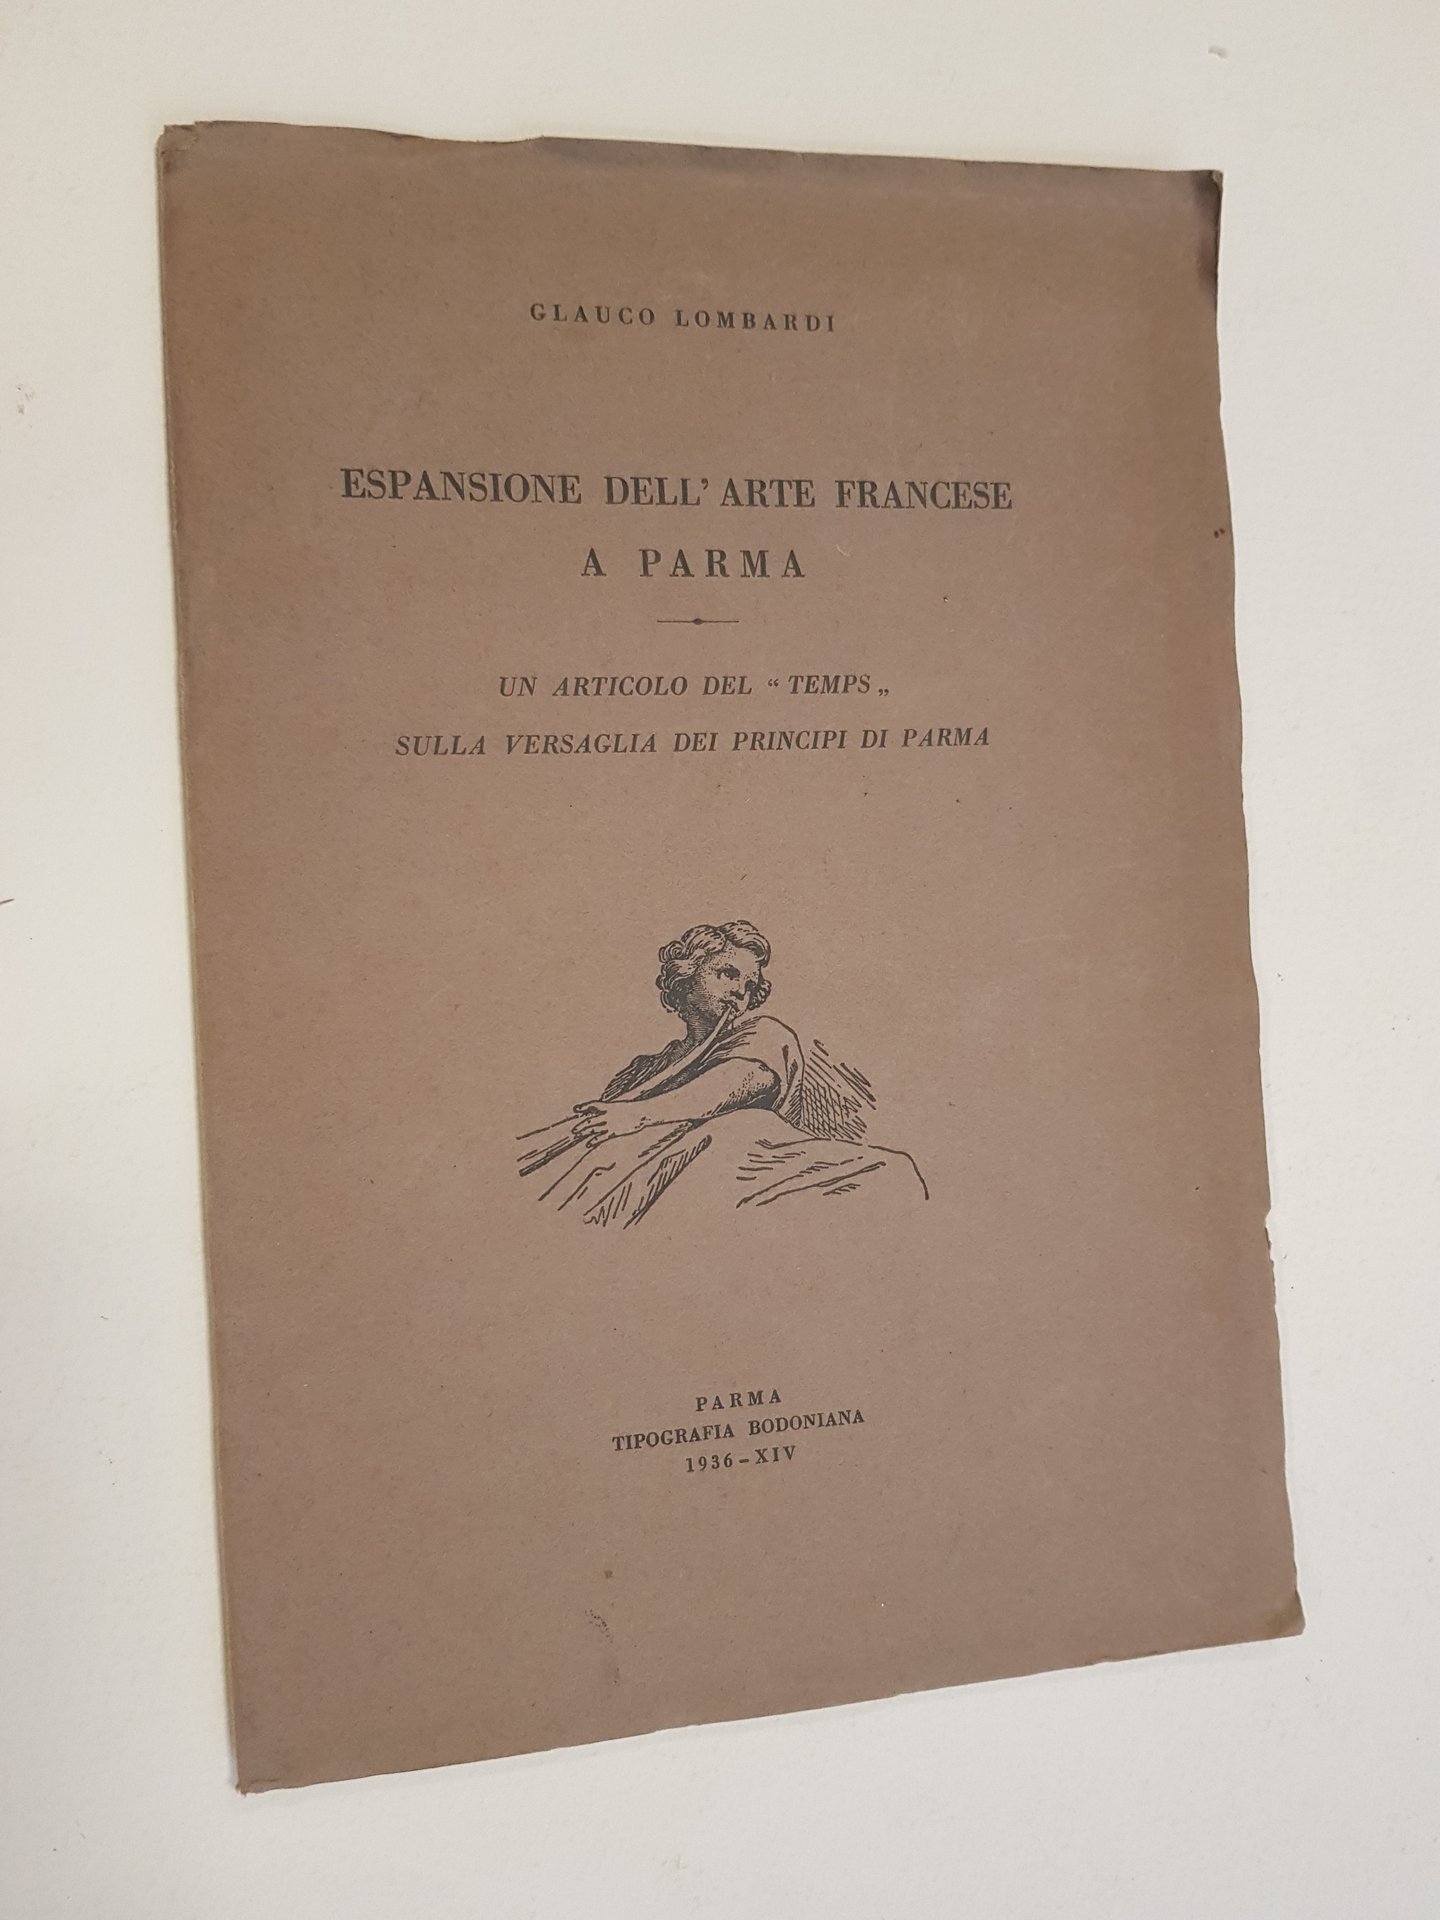 GLAUCO LOMBARDI
ESPANSIONE DELL' ARTE FRANCESE
A PARMA
UN ARTICOLO DEL “ TEMPS „
SULLA VERSAGLIA DEI PRINCIPI DI PARMA
PARMA
TIPOGRAFIA BODONIANA
1936 - XIV